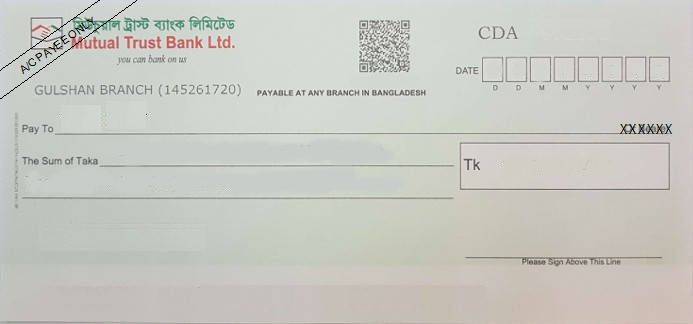 A/C PAYEE ONLY
মিউচুয়াল ট্রাস্ট ব্যাংক লিমিটেড
Mutual Trust Bank Ltd.
you can bank on us
CDA
DATE
D D M M Y Y Y Y
GULSHAN BRANCH (145261720)
PAYABLE AT ANY BRANCH IN BANGLADESH
Pay To
XXXXXX
The Sum of Taka
Tk
Please Sign Above This Line